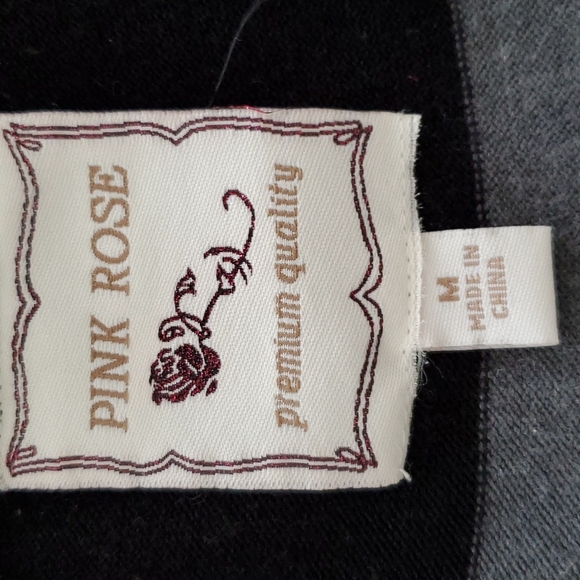 PINK ROSE
premium quality
M
MADE IN
CHINA